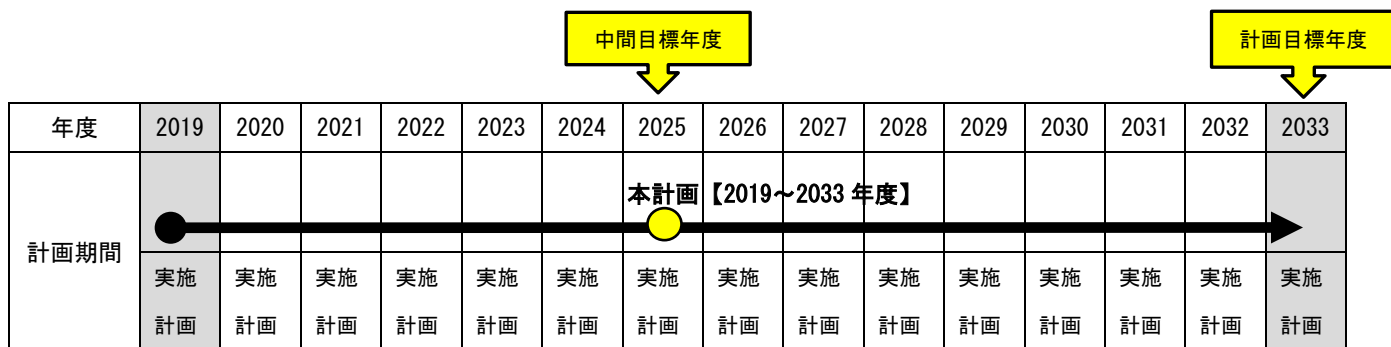 中間目標年度 計画目標年度
年度 2019 2020 2021 2022 2023 2024 2025 2026 2027 2028 2029 2030 2031 2032 2033
本計画【2019～2033 年度】
計画期間
実施 実施 実施 実施 実施 実施 実施 実施 実施 実施 実施 実施 実施 実施 実施
計画 計画 計画 計画 計画 計画 計画 計画 計画 計画 計画 計画 計画 計画 計画